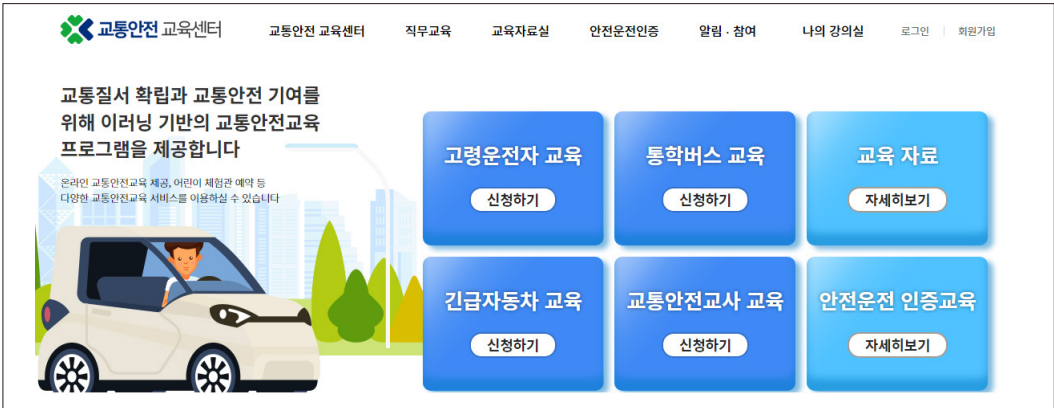 교통안전 교육센터
교통안전 교육센터 직무교육 교육자료실 안전운전인증 알림 · 참여 나의 강의실 로그인 회원가입
교통질서 확립과 교통안전 기여를
위해 이러닝 기반의 교통안전교육
프로그램을 제공합니다
온라인 교통안전교육 제공, 어린이 체험관 예약 등
다양한 교통안전교육 서비스를 이용하실 수 있습니다
고령운전자 교육
신청하기
통학버스 교육
신청하기
교육 자료
자세히보기
긴급자동차 교육
신청하기
교통안전교사 교육
신청하기
안전운전 인증교육
자세히보기